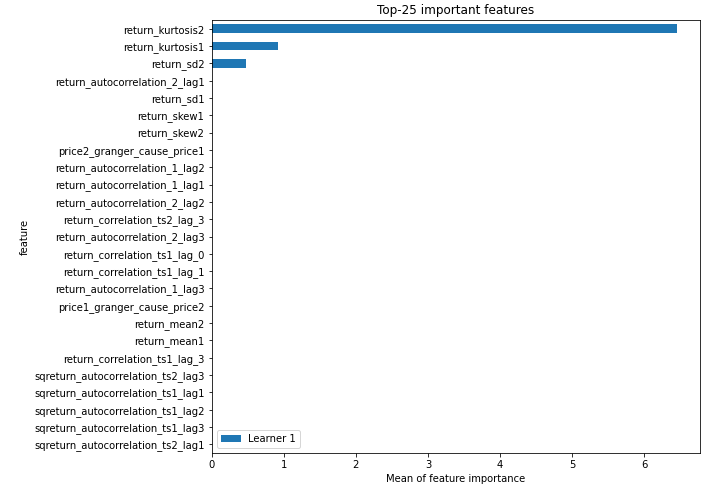 Top-25 important features
return_kurtosis2
return_kurtosis1
return_sd2
return_autocorrelation_2_lag1
return_sd1
return_skew1
return_skew2
price2_granger_cause_price1
return_autocorrelation_1_lag2
return_autocorrelation_1_lag1
return_autocorrelation_2_lag2
return_correlation_ts2_lag_3
return_autocorrelation_2_lag3
return_correlation_ts1_lag_0
return_correlation_ts1_lag_1
return_autocorrelation_1_lag3
price1_granger_cause_price2
return_mean2
return_mean1
return_correlation_ts1_lag_3
sqreturn_autocorrelation_ts2_lag3
sqreturn_autocorrelation_ts1_lag1
sqreturn_autocorrelation_ts1_lag2
sqreturn_autocorrelation_ts1_lag3
sqreturn_autocorrelation_ts2_lag1
feature
Learner 1
0 1 2 3 4 5 6
Mean of feature importance